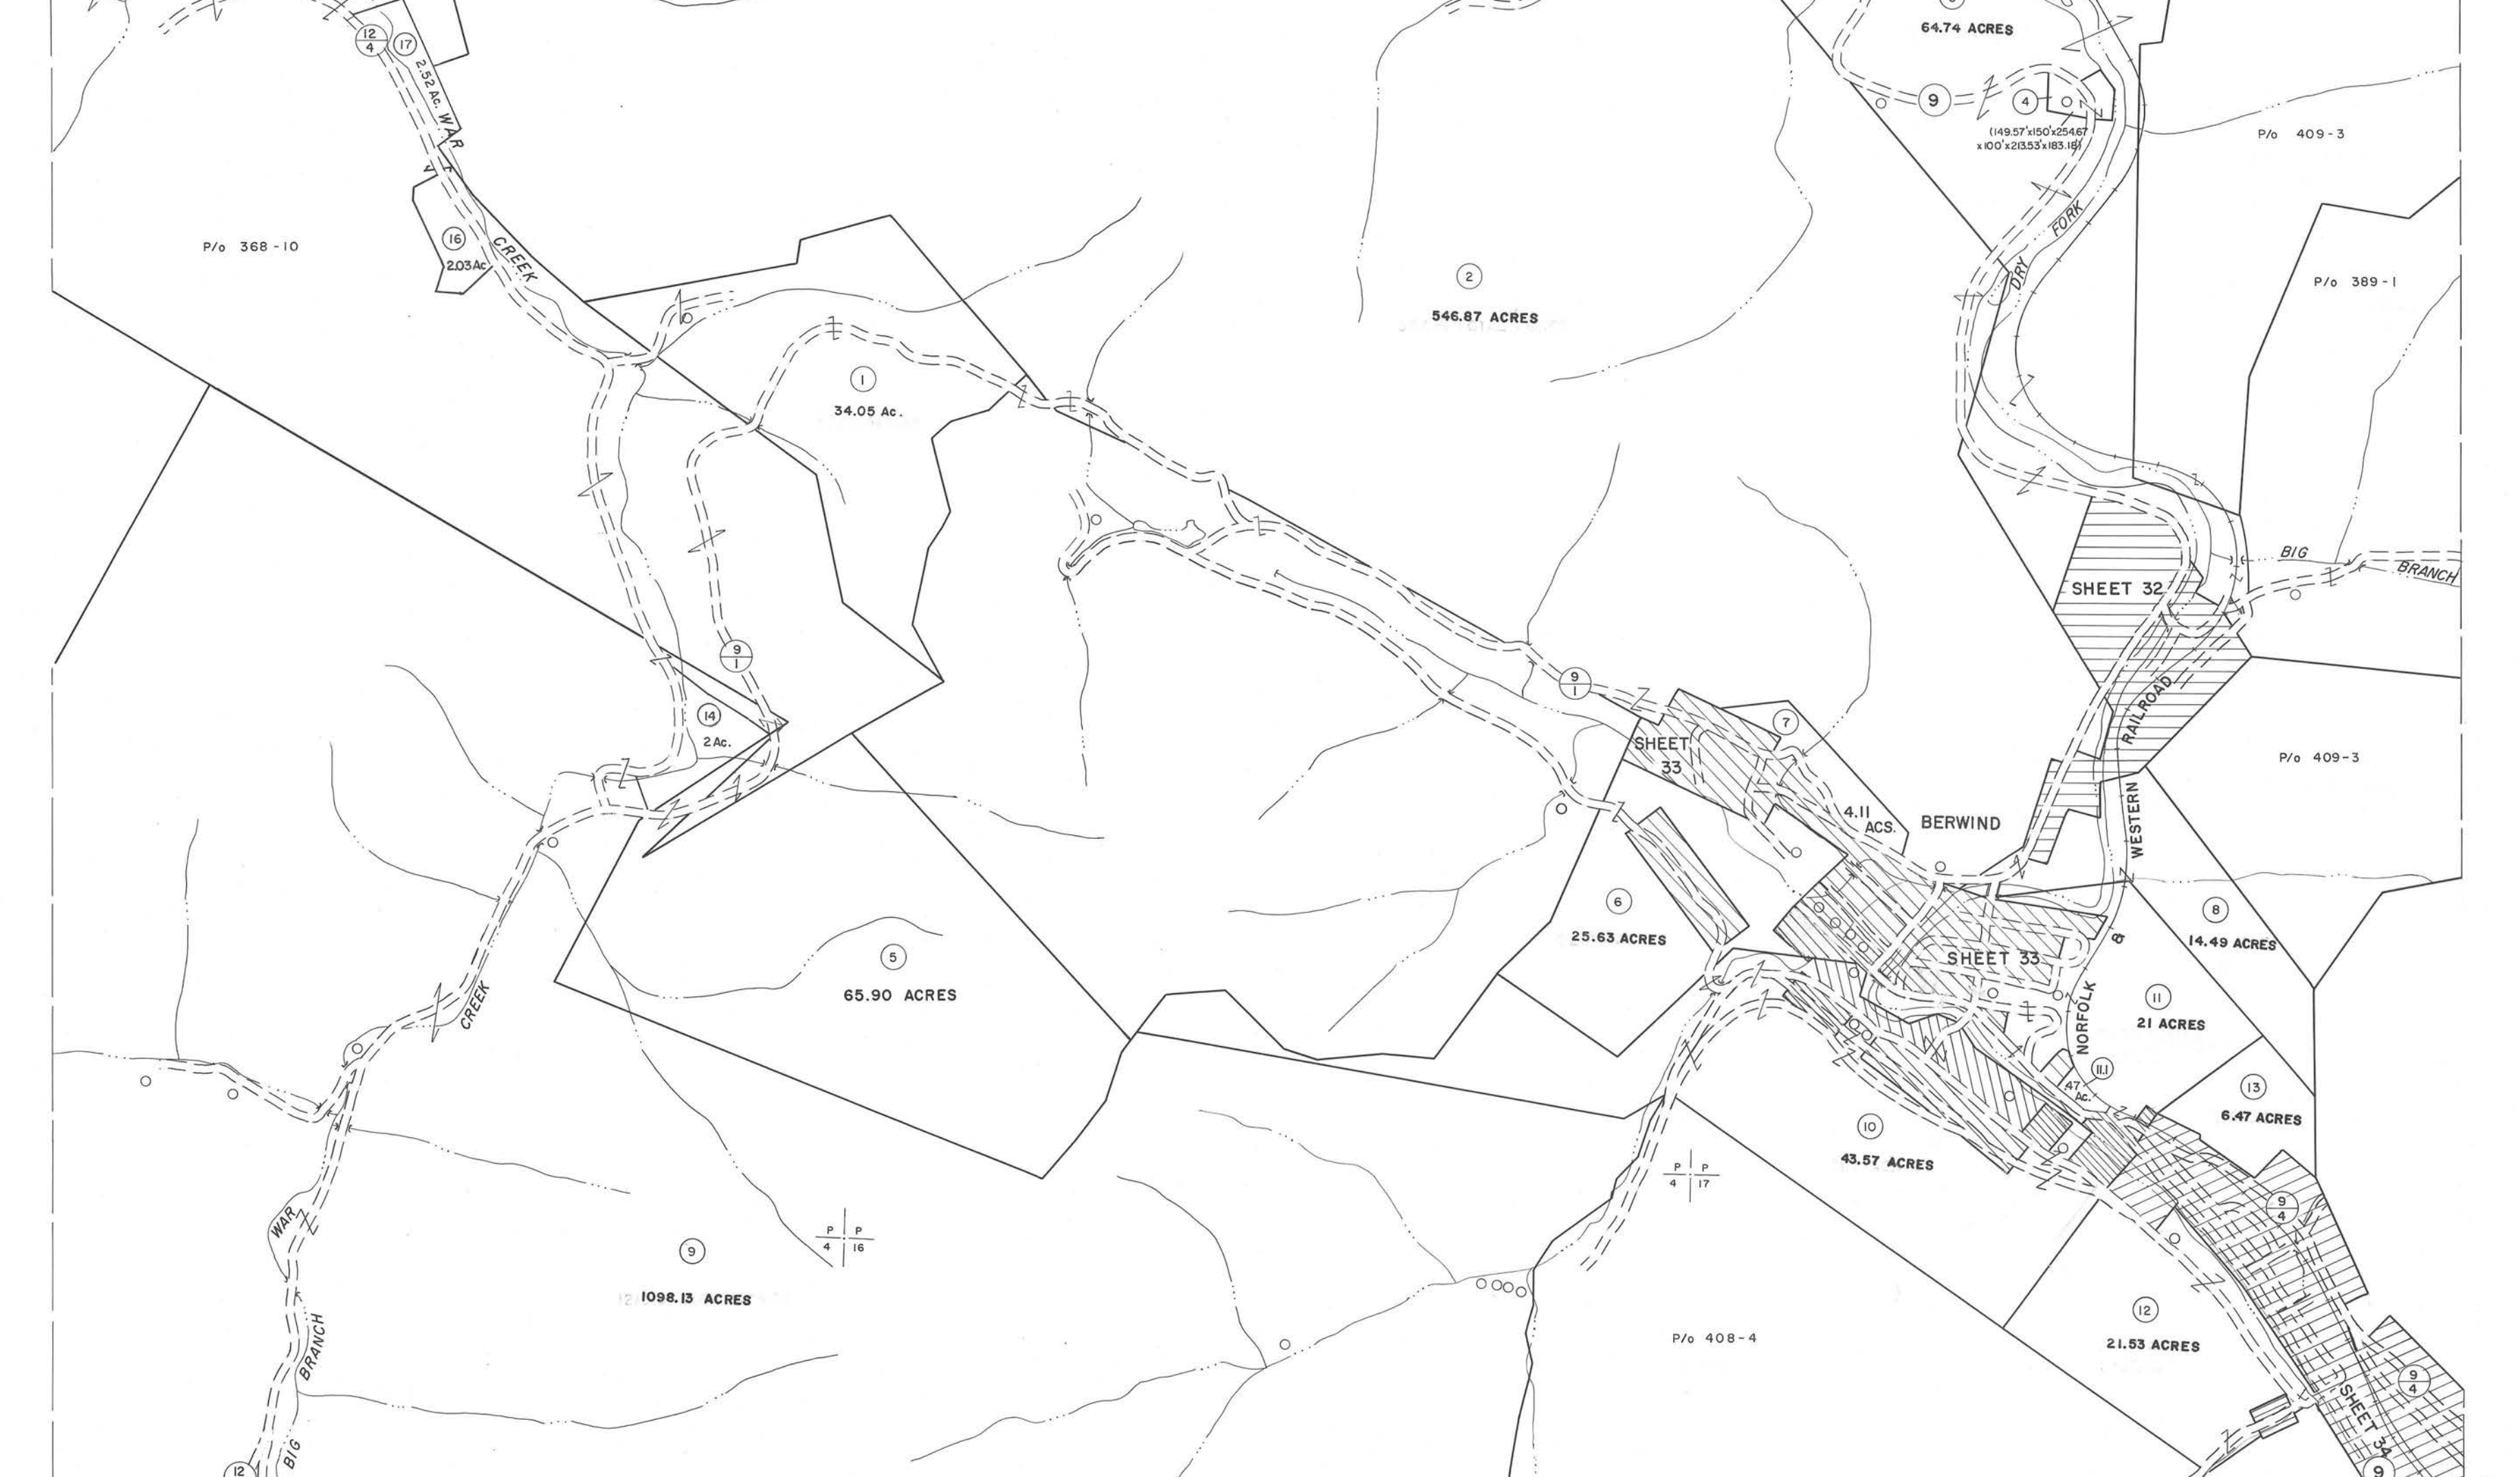 64.74 ACRES
12
4
17
2.52 Ac.
WAR
9
4
(149.57'x150'x254.67'
x100'x213.53'x183.18')
P/o 409-3
P/o 368-10
16
2.03 Ac
CREEK
DRY FORK
2
546.87 ACRES
P/o 389-1
1
34.05 Ac.
BIG
BRANCH
SHEET 32
9
1
9
1
14
2 Ac.
7
SHEET
33
RAILROAD
P/o 409-3
4.11
ACS.
BERWIND
WESTERN
6
25.63 ACRES
8
14.49 ACRES
&
SHEET 33
5
65.90 ACRES
CREEK
11
21 ACRES
NORFOLK
11.1
.47
Ac.
13
6.47 ACRES
10
43.57 ACRES
P P
4 17
9
4
WAR
P P
4 16
9
1098.13 ACRES
12
21.53 ACRES
P/o 408-4
BRANCH
9
4
SHEET 34
BIG
12
9